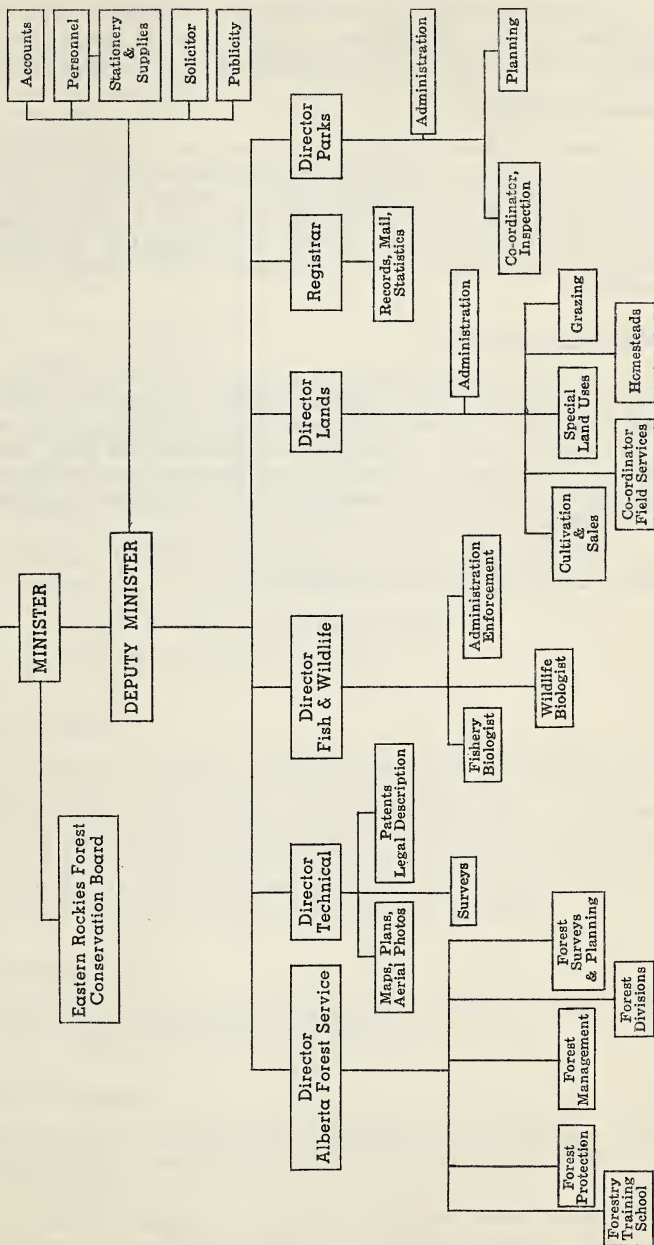 MINISTER
Eastern Rockies Forest
Conservation Board
DEPUTY MINISTER
Accounts
Personnel
Stationery
&
Supplies
Solicitor
Publicity
Director
Alberta Forest Service
Director
Technical
Director
Fish & Wildlife
Director
Lands
Registrar
Director
Parks
Forestry
Training
School
Forest
Protection
Forest
Management
Forest
Divisions
Forest
Surveys
& Planning
Maps, Plans,
Aerial Photos
Surveys
Patents
Legal Description
Fishery
Biologist
Wildlife
Biologist
Administration
Enforcement
Administration
Cultivation
&
Sales
Co-ordinator
Field Services
Special
Land Uses
Homesteads
Grazing
Records, Mail,
Statistics
Administration
Co-ordinator,
Inspection
Planning